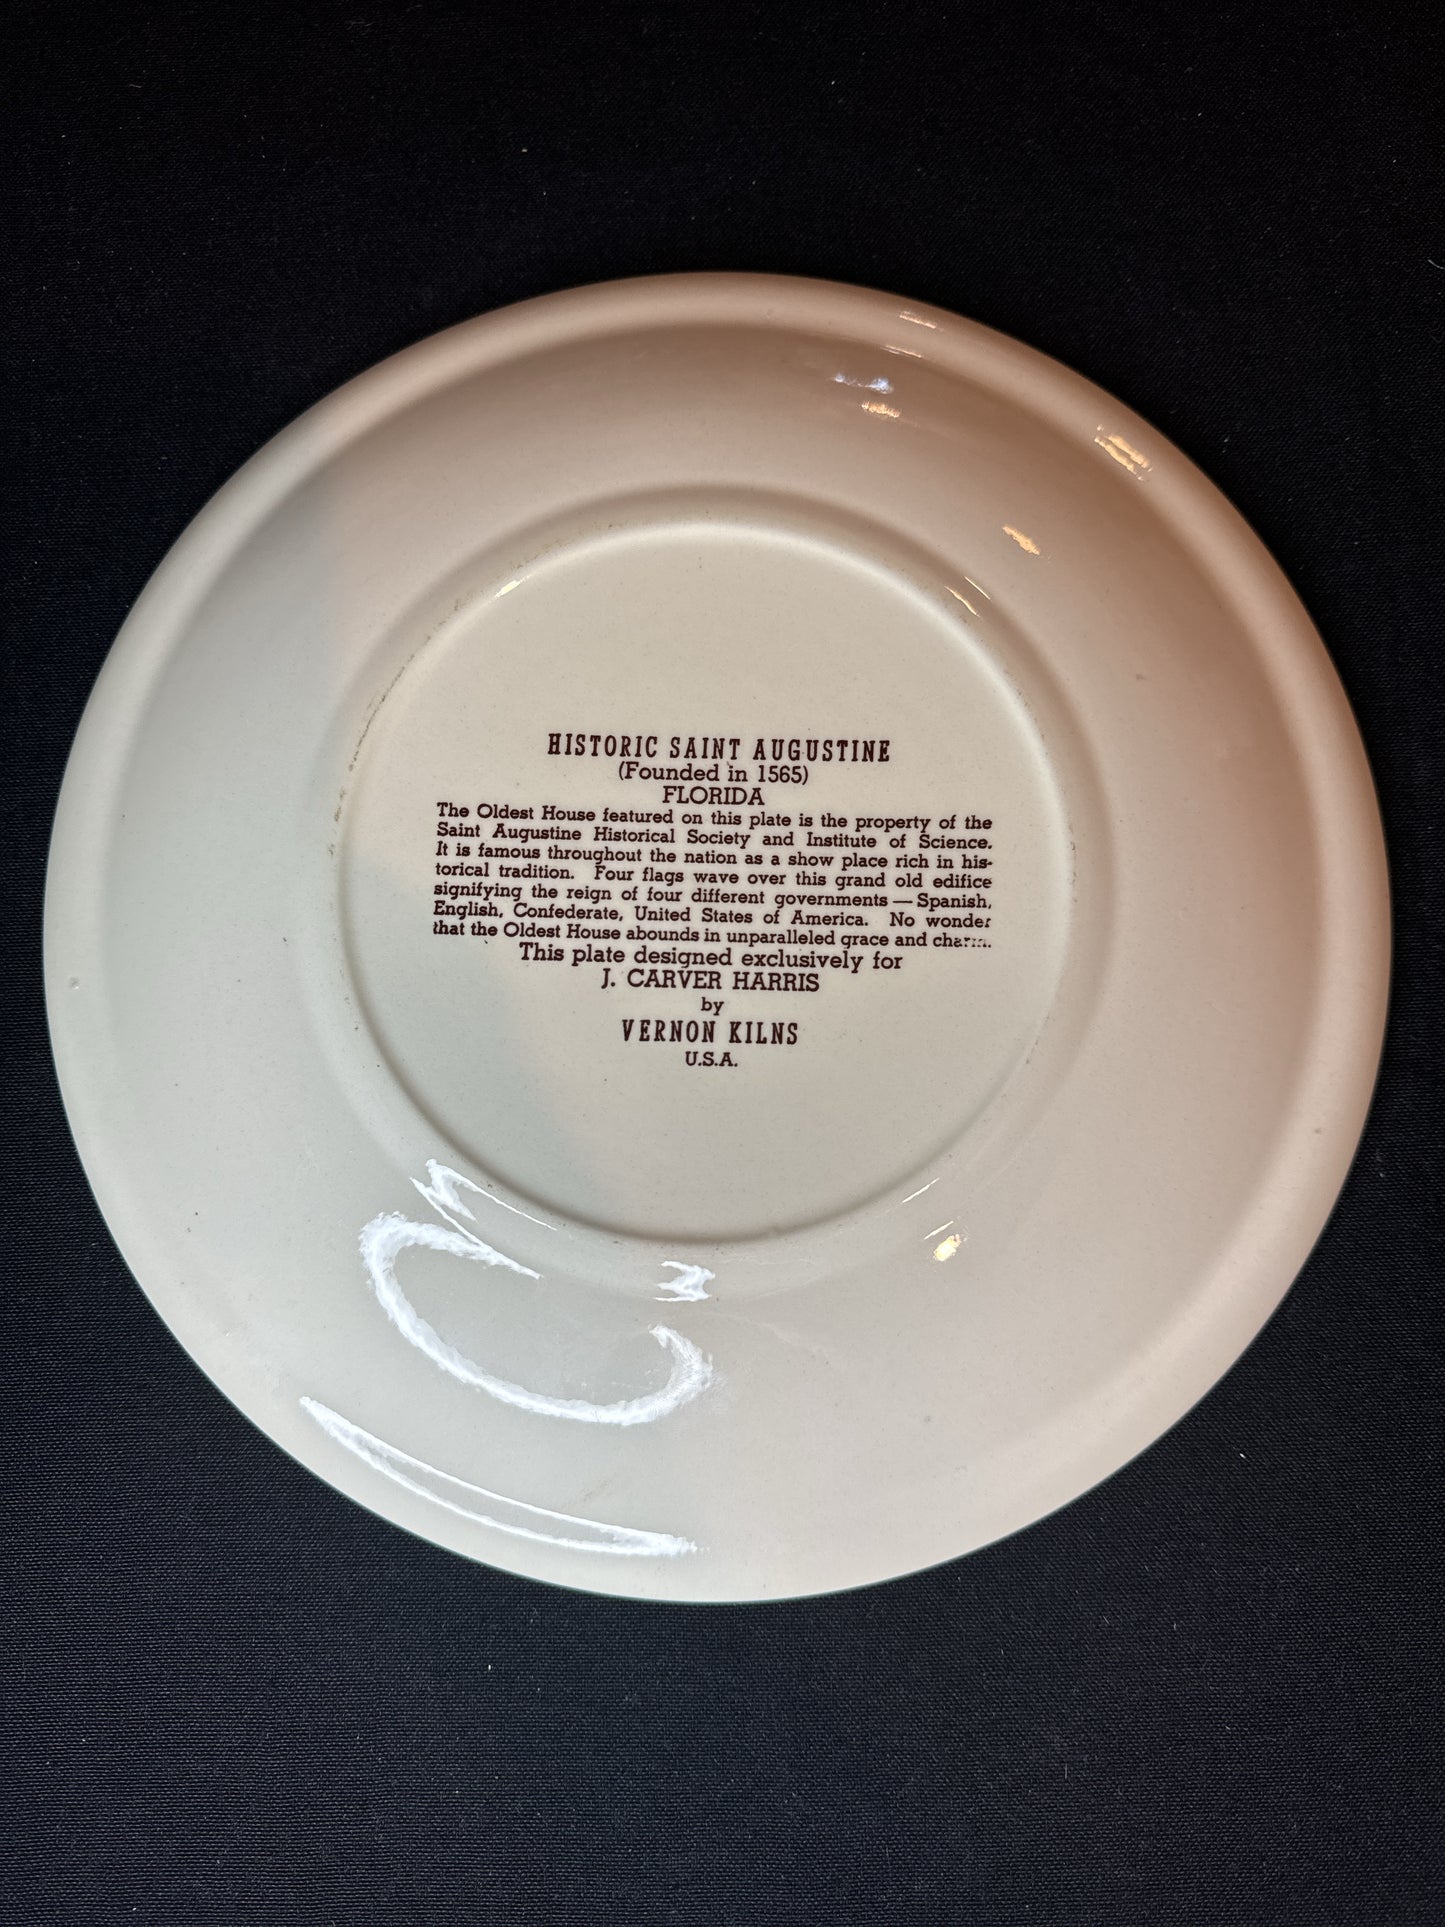 HISTORIC SAINT AUGUSTINE
(Founded in 1565)
FLORIDA
The Oldest House featured on this plate is the property of the
Saint Augustine Historical Society and Institute of Science.
It is famous throughout the nation as a show place rich in his-
torical tradition. Four flags wave over this grand old edifice
signifying the reign of four different governments — Spanish,
English, Confederate, United States of America. No wonder
that the Oldest House abounds in unparalleled grace and charm.
This plate designed exclusively for
J. CARVER HARRIS
by
VERNON KILNS
U.S.A.